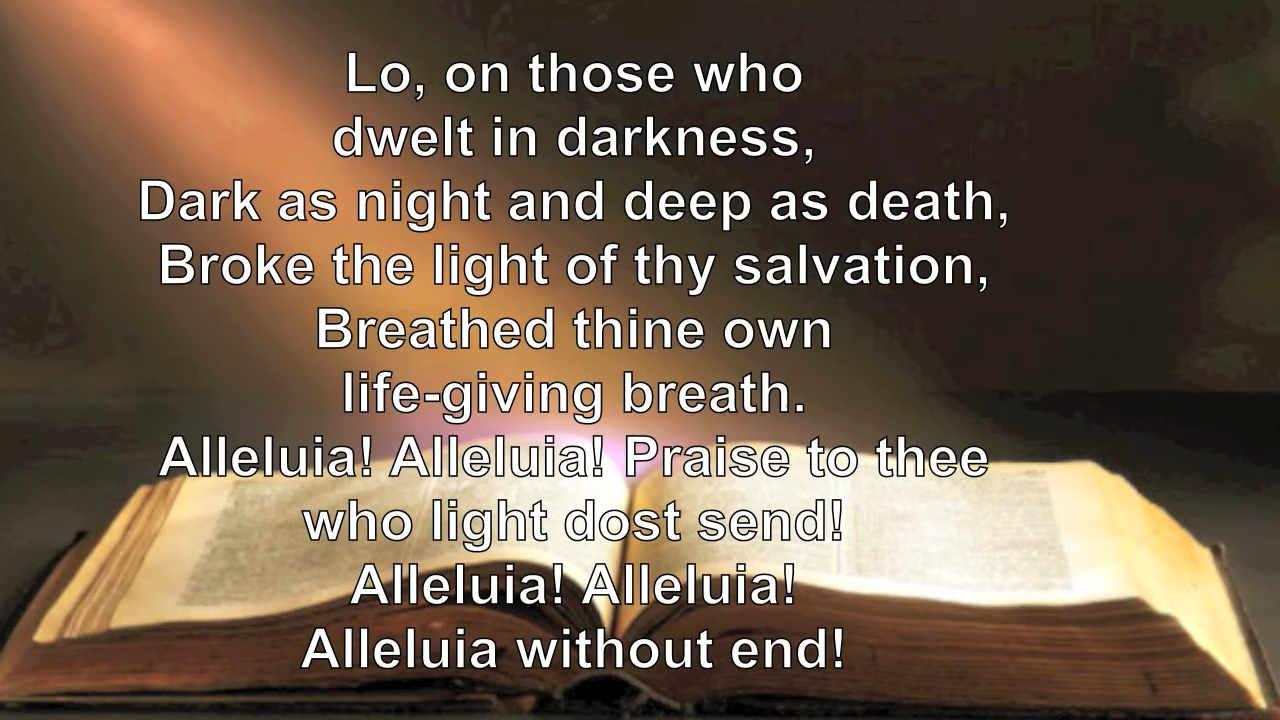 Lo, on those who
dwelt in darkness,
Dark as night and deep as death,
Broke the light of thy salvation,
Breathed thine own
life-giving breath.
Alleluia! Alleluia! Praise to thee
who light dost send!
Alleluia! Alleluia!
Alleluia without end!